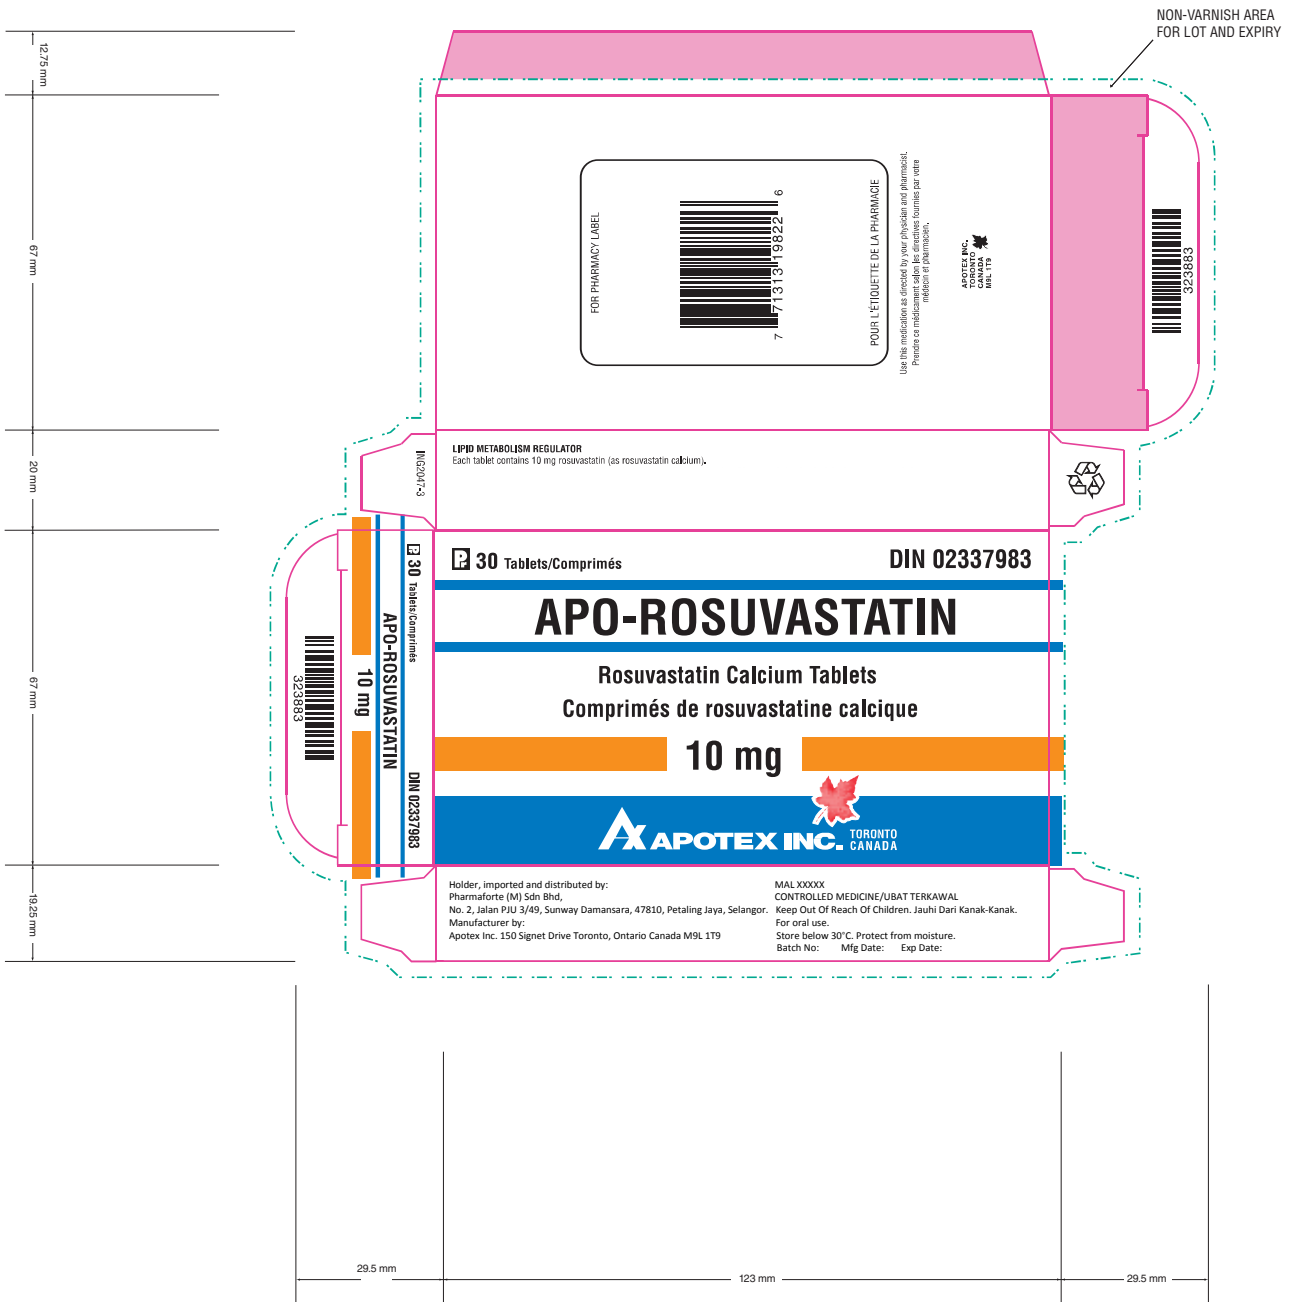 NON-VARNISH AREA
FOR LOT AND EXPIRY
12.75 mm
67 mm
20 mm
67 mm
19.25 mm
FOR PHARMACY LABEL
7 71313 19822 6
POUR L'ÉTIQUETTE DE LA PHARMACIE
Use this medication as directed by your physician and pharmacist.
Prendre ce médicament selon les directives fournies par votre
médecin et pharmacien.
APOTEX INC.
TORONTO
CANADA
M9L 1T9
323883
ING2047-3
LIPID METABOLISM REGULATOR
Each tablet contains 10 mg rosuvastatin (as rosuvastatin calcium).
Pr 30 Tablets/Comprimés
DIN 02337983
APO-ROSUVASTATIN
Rosuvastatin Calcium Tablets
Comprimés de rosuvastatine calcique
10 mg
APOTEX INC. TORONTO
CANADA
Pr 30 Tablets/Comprimés
DIN 02337983
APO-ROSUVASTATIN
10 mg
323883
Holder, imported and distributed by:
Pharmaforte (M) Sdn Bhd,
No. 2, Jalan PJU 3/49, Sunway Damansara, 47810, Petaling Jaya, Selangor.
Manufacturer by:
Apotex Inc. 150 Signet Drive Toronto, Ontario Canada M9L 1T9
MAL XXXXX
CONTROLLED MEDICINE/UBAT TERKAWAL
Keep Out Of Reach Of Children. Jauhi Dari Kanak-Kanak.
For oral use.
Store below 30°C. Protect from moisture.
Batch No: Mfg Date: Exp Date:
29.5 mm
123 mm
29.5 mm